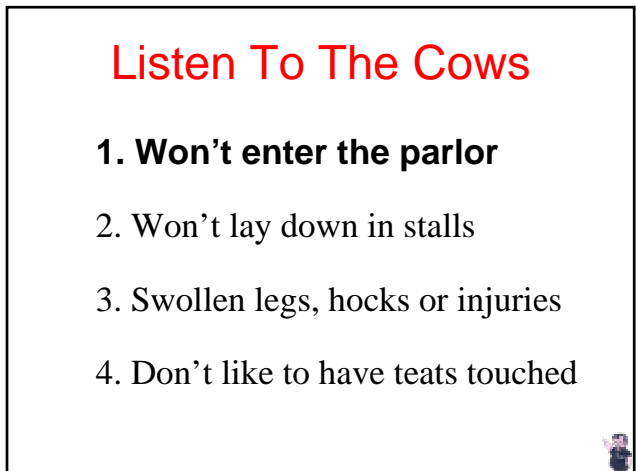 Listen To The Cows
1. Won’t enter the parlor
2. Won’t lay down in stalls
3. Swollen legs, hocks or injuries
4. Don’t like to have teats touched